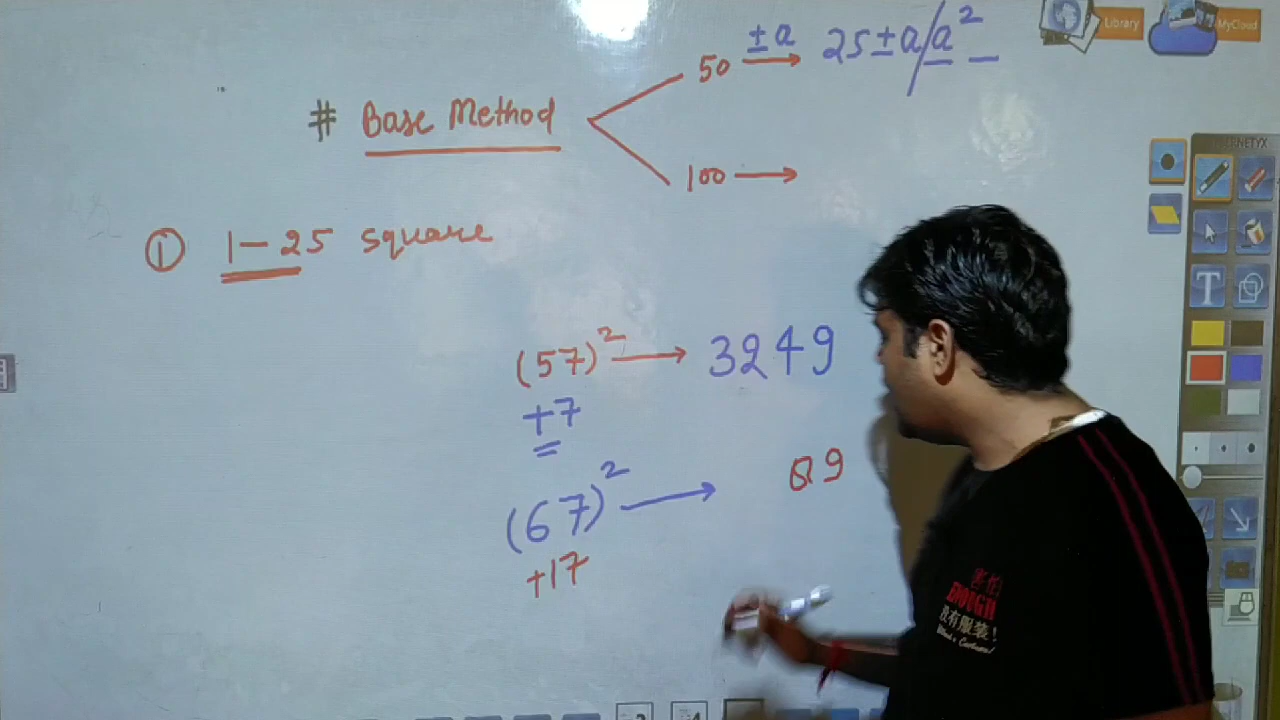 50 ±a → 25±a/a²
# Base Method
100 →
① 1-25 square
(57)² → 3249
+7
(67)² → 89
+17
Library
MyCloud
T